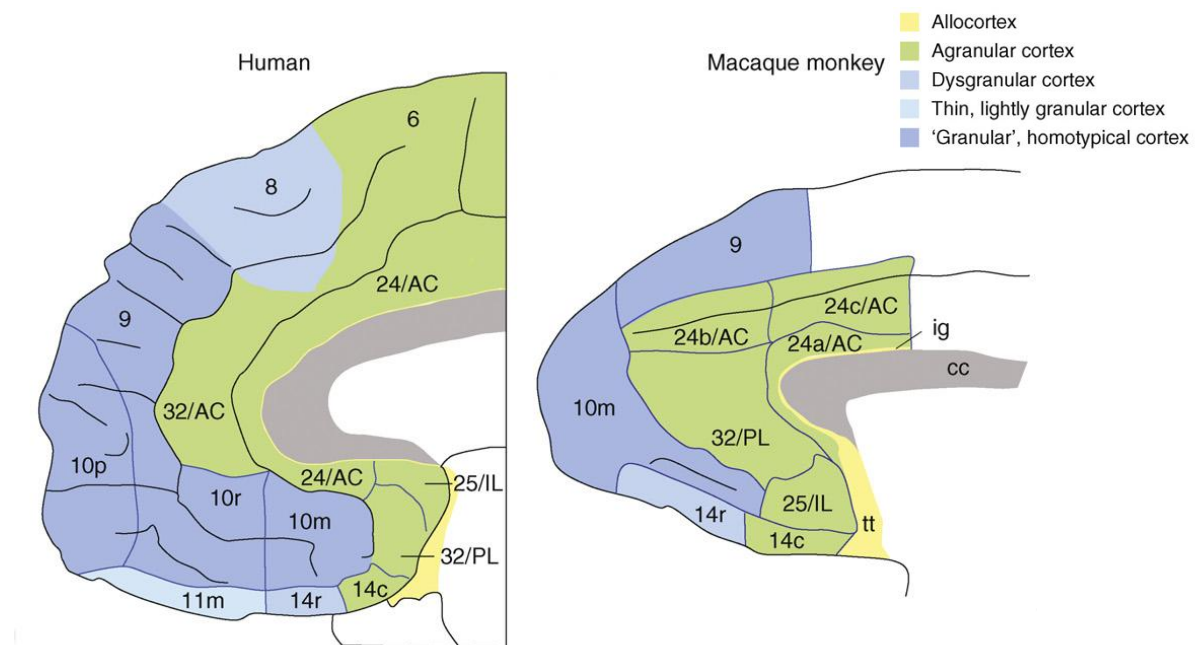 Allocortex
Agranular cortex
Dysgranular cortex
Thin, lightly granular cortex
‘Granular’, homotypical cortex
Human
6
8
9
24/AC
32/AC
10p
10r
10m
24/AC
25/IL
32/PL
11m
14r
14c
Macaque monkey
9
24c/AC
24b/AC
24a/AC
ig
cc
10m
32/PL
25/IL
14r
14c
tt